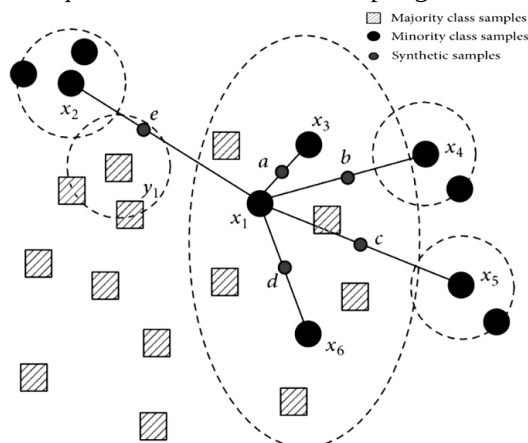 Majority class samples
Minority class samples
Synthetic samples
x2
e
x3
a
b
x4
y1
x1
c
d
x5
x6